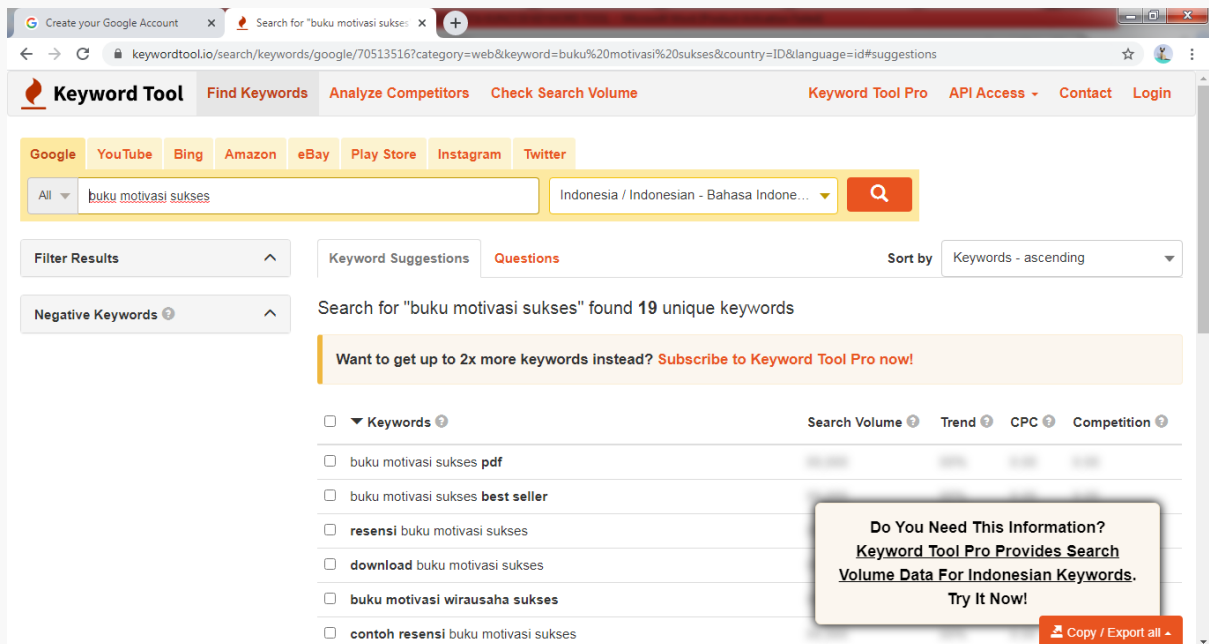 Create your Google Account
Search for "buku motivasi sukses
keywordtool.io/search/keywords/google/70513516?category=web&keyword=buku%20motivasi%20sukses&country=ID&language=id#suggestions
Keyword Tool Find Keywords Analyze Competitors Check Search Volume Keyword Tool Pro API Access Contact Login
Google YouTube Bing Amazon eBay Play Store Instagram Twitter
All buku motivasi sukses Indonesia / Indonesian - Bahasa Indone...
Filter Results
Negative Keywords
Keyword Suggestions Questions Sort by Keywords - ascending
Search for "buku motivasi sukses" found 19 unique keywords
Want to get up to 2x more keywords instead? Subscribe to Keyword Tool Pro now!
Keywords Search Volume Trend CPC Competition
buku motivasi sukses pdf
buku motivasi sukses best seller
resensi buku motivasi sukses
download buku motivasi sukses
buku motivasi wirausaha sukses
contoh resensi buku motivasi sukses
Do You Need This Information?
Keyword Tool Pro Provides Search
Volume Data For Indonesian Keywords.
Try It Now!
Copy / Export all